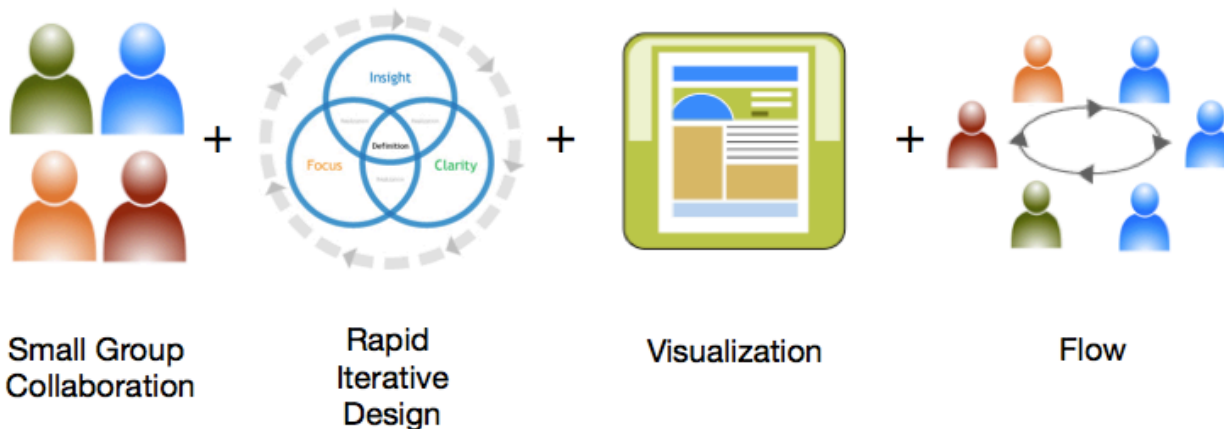 Insight
Definition
Focus
Clarity
+
+
+
Small Group
Collaboration
Rapid
Iterative
Design
Visualization
Flow